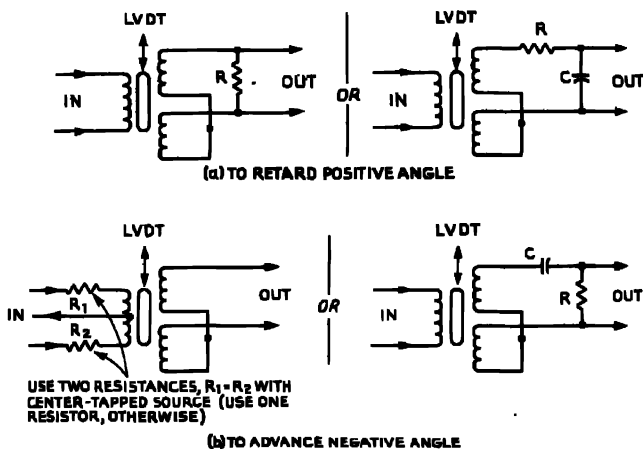 LVDT
IN
R
OUT
OR
LVDT
IN
R
C
OUT
(a) TO RETARD POSITIVE ANGLE
LVDT
IN
R1
R2
OUT
USE TWO RESISTANCES, R1=R2 WITH
CENTER-TAPPED SOURCE (USE ONE
RESISTOR, OTHERWISE)
OR
LVDT
IN
C
R
OUT
(b) TO ADVANCE NEGATIVE ANGLE